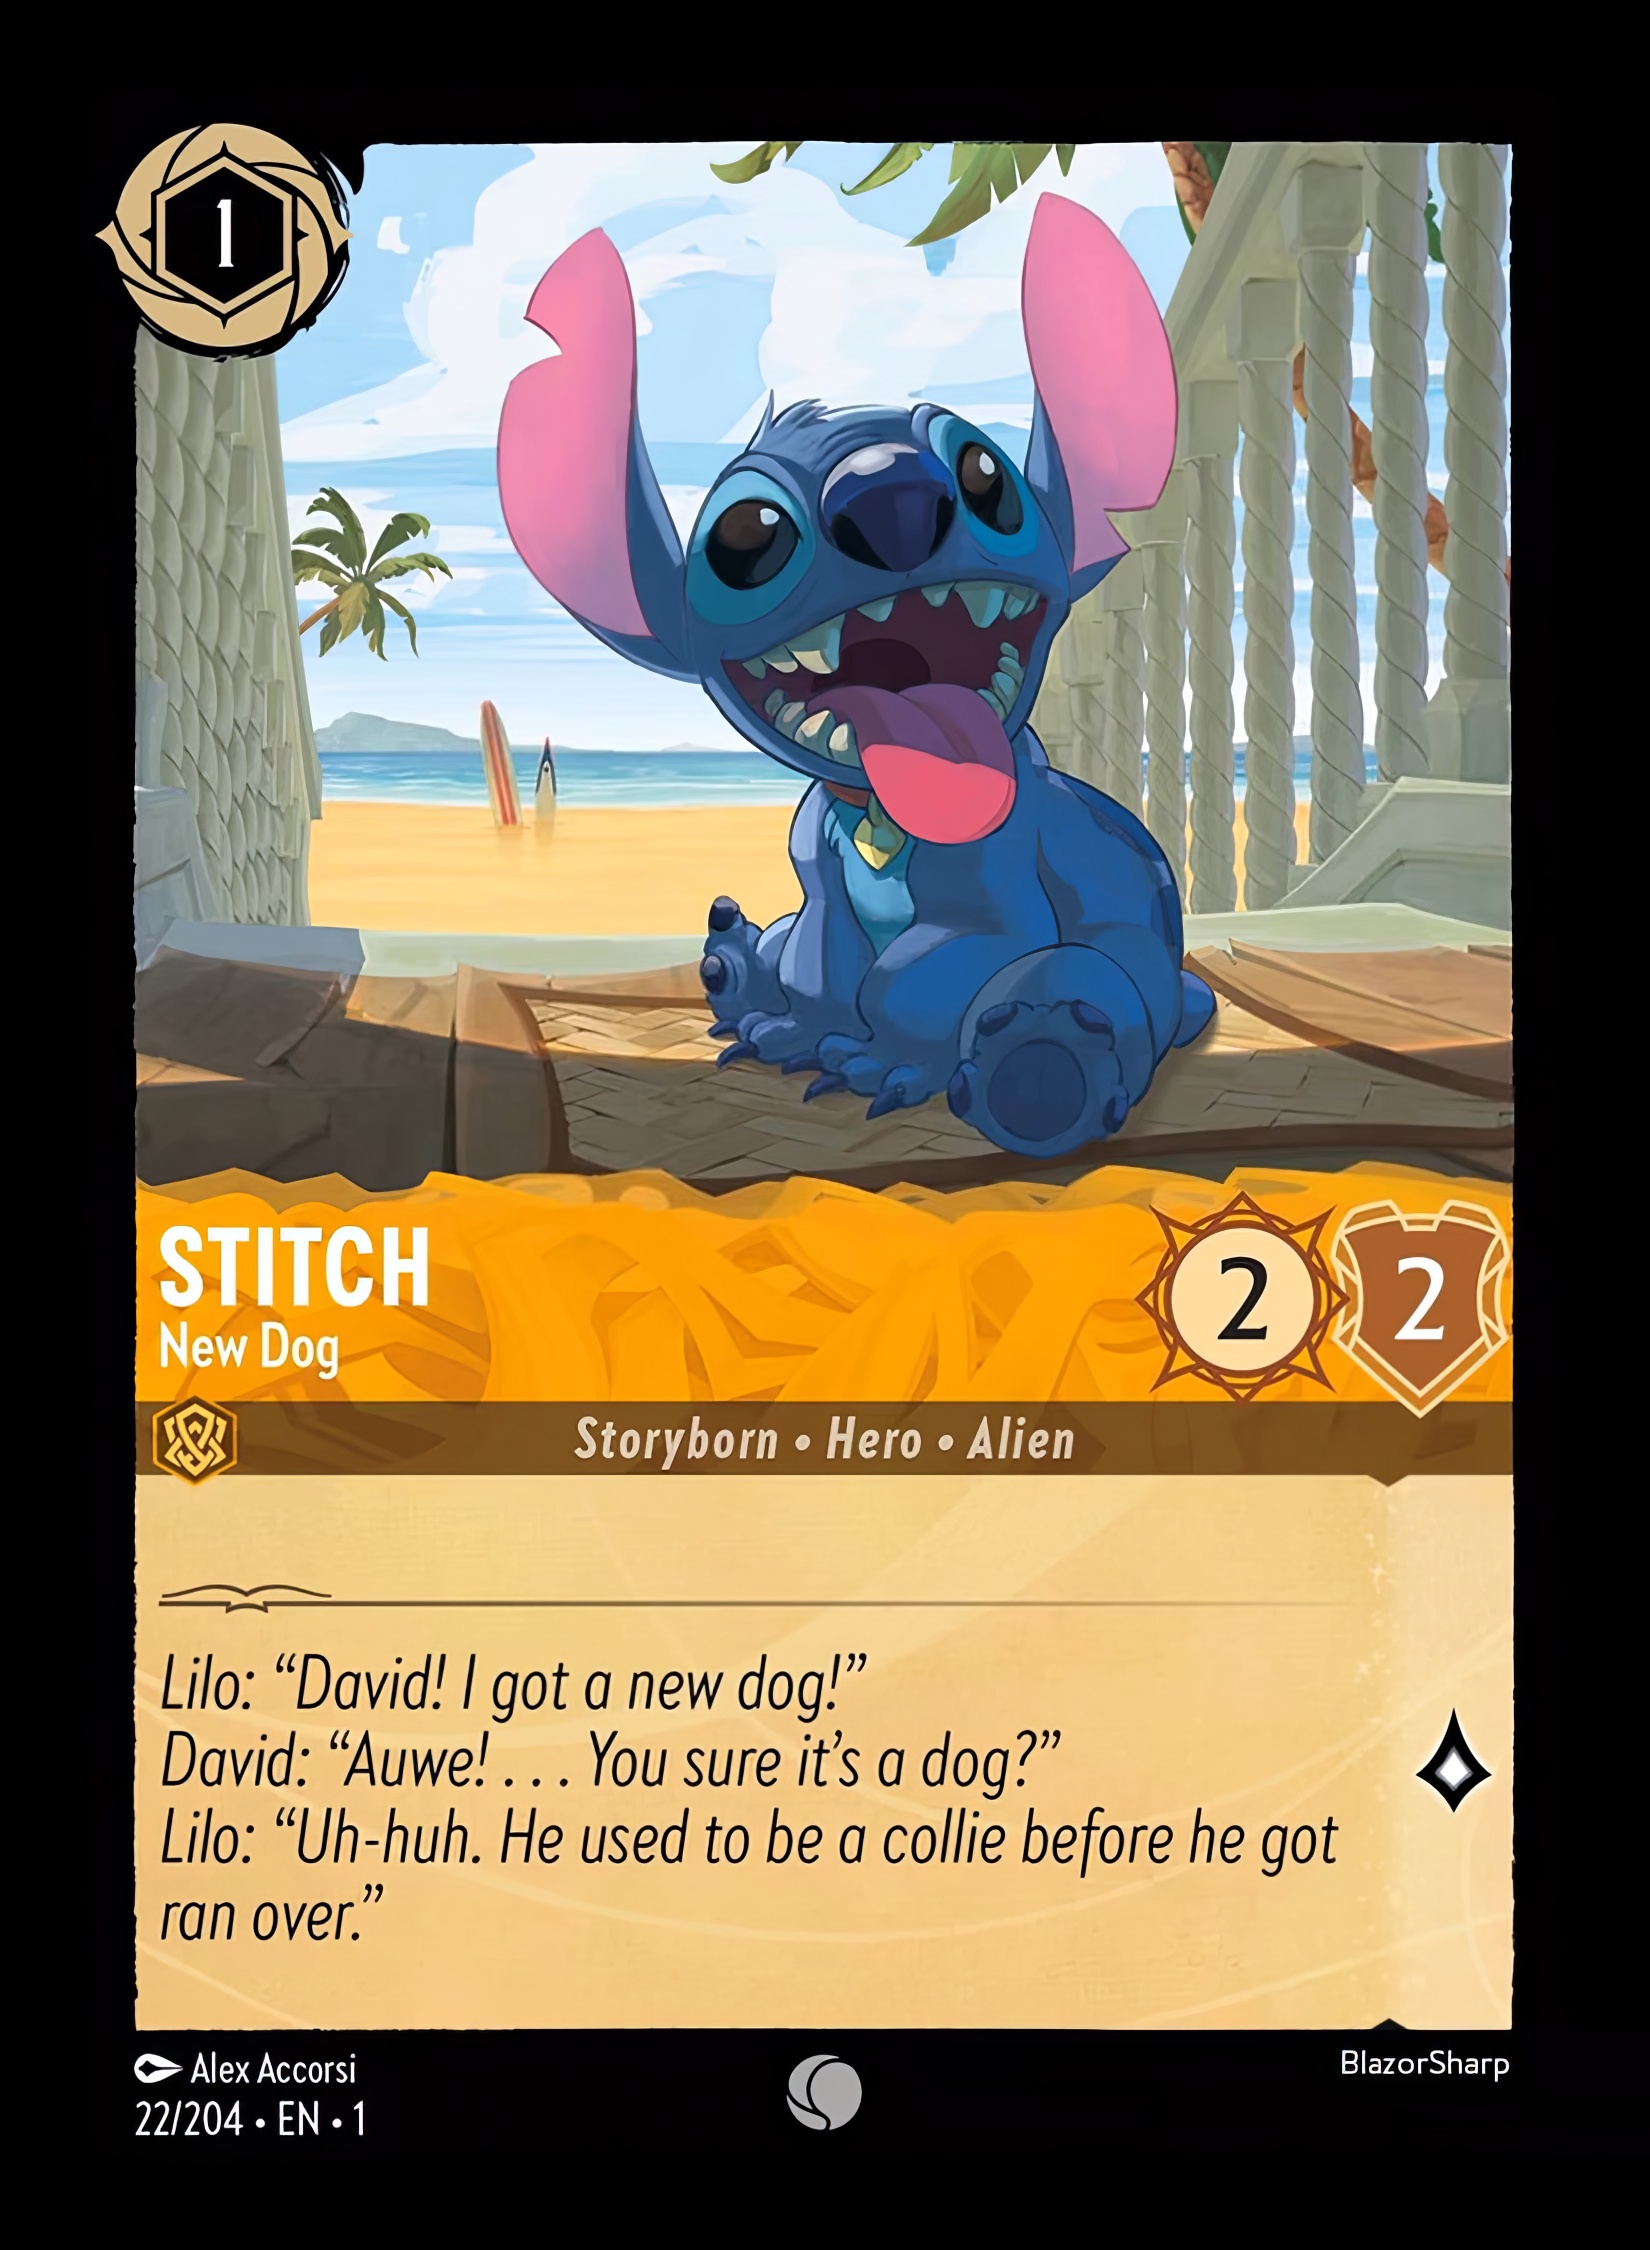 1
STITCH
New Dog
2
2
Storyborn • Hero • Alien
Lilo: “David! I got a new dog!”
David: “Auwe! . . . You sure it’s a dog?”
Lilo: “Uh-huh. He used to be a collie before he got
ran over.”
Alex Accorsi
BlazorSharp
22/204 • EN • 1